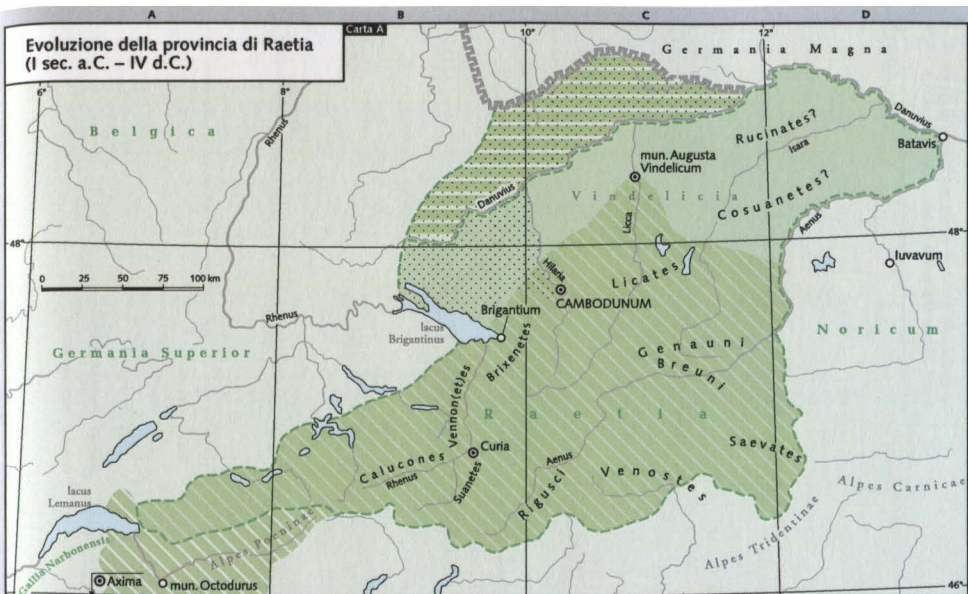 A
B
C
D
Carta A
Evoluzione della provincia di Raetia
(I sec. a.C. – IV d.C.)
6°
8°
10°
12°
Germania Magna
Belgica
Rhenus
Danuvius
Rucinates?
Isara
Batavis
mun. Augusta
Vindelicum
Danuvius
Vindelicia
Cosuanetes?
48°
Licca
Aenus
48°
Iuvavum
0 25 50 75 100 km
Hilaria
Licates
CAMBODUNUM
Rhenus
Brigantium
lacus
Brigantinus
Noricum
Germania Superior
Brixenetes
Genauni
Breuni
Vennon(et)es
Raetia
Curia
Saevates
Calucones
Rhenus
Suanetes
Aenus
Rigusci
Venostes
Alpes Carnicae
lacus
Lemanus
Alpes Poeninae
Alpes Tridentinae
Gallia Narbonensis
Axima
mun. Octodurus
46°